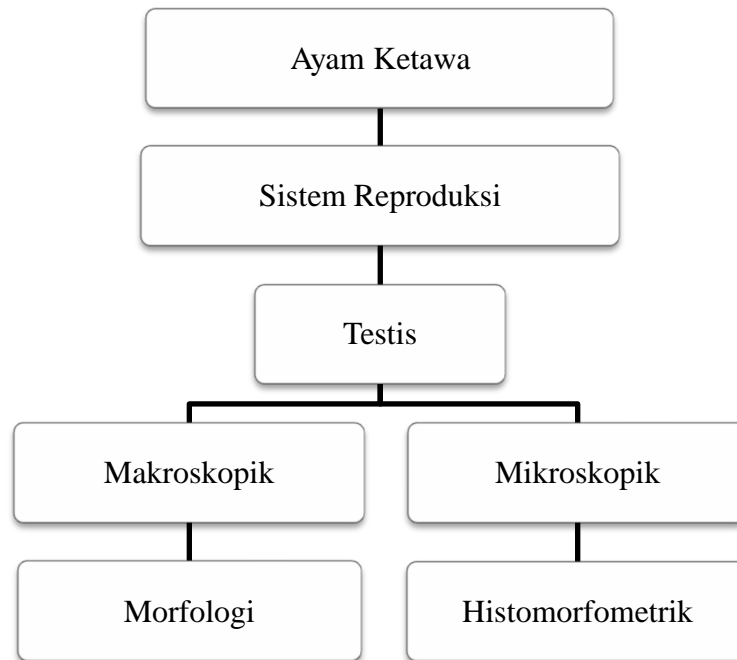 Ayam Ketawa
Sistem Reproduksi
Testis
Makroskopik
Mikroskopik
Morfologi
Histomorfometrik